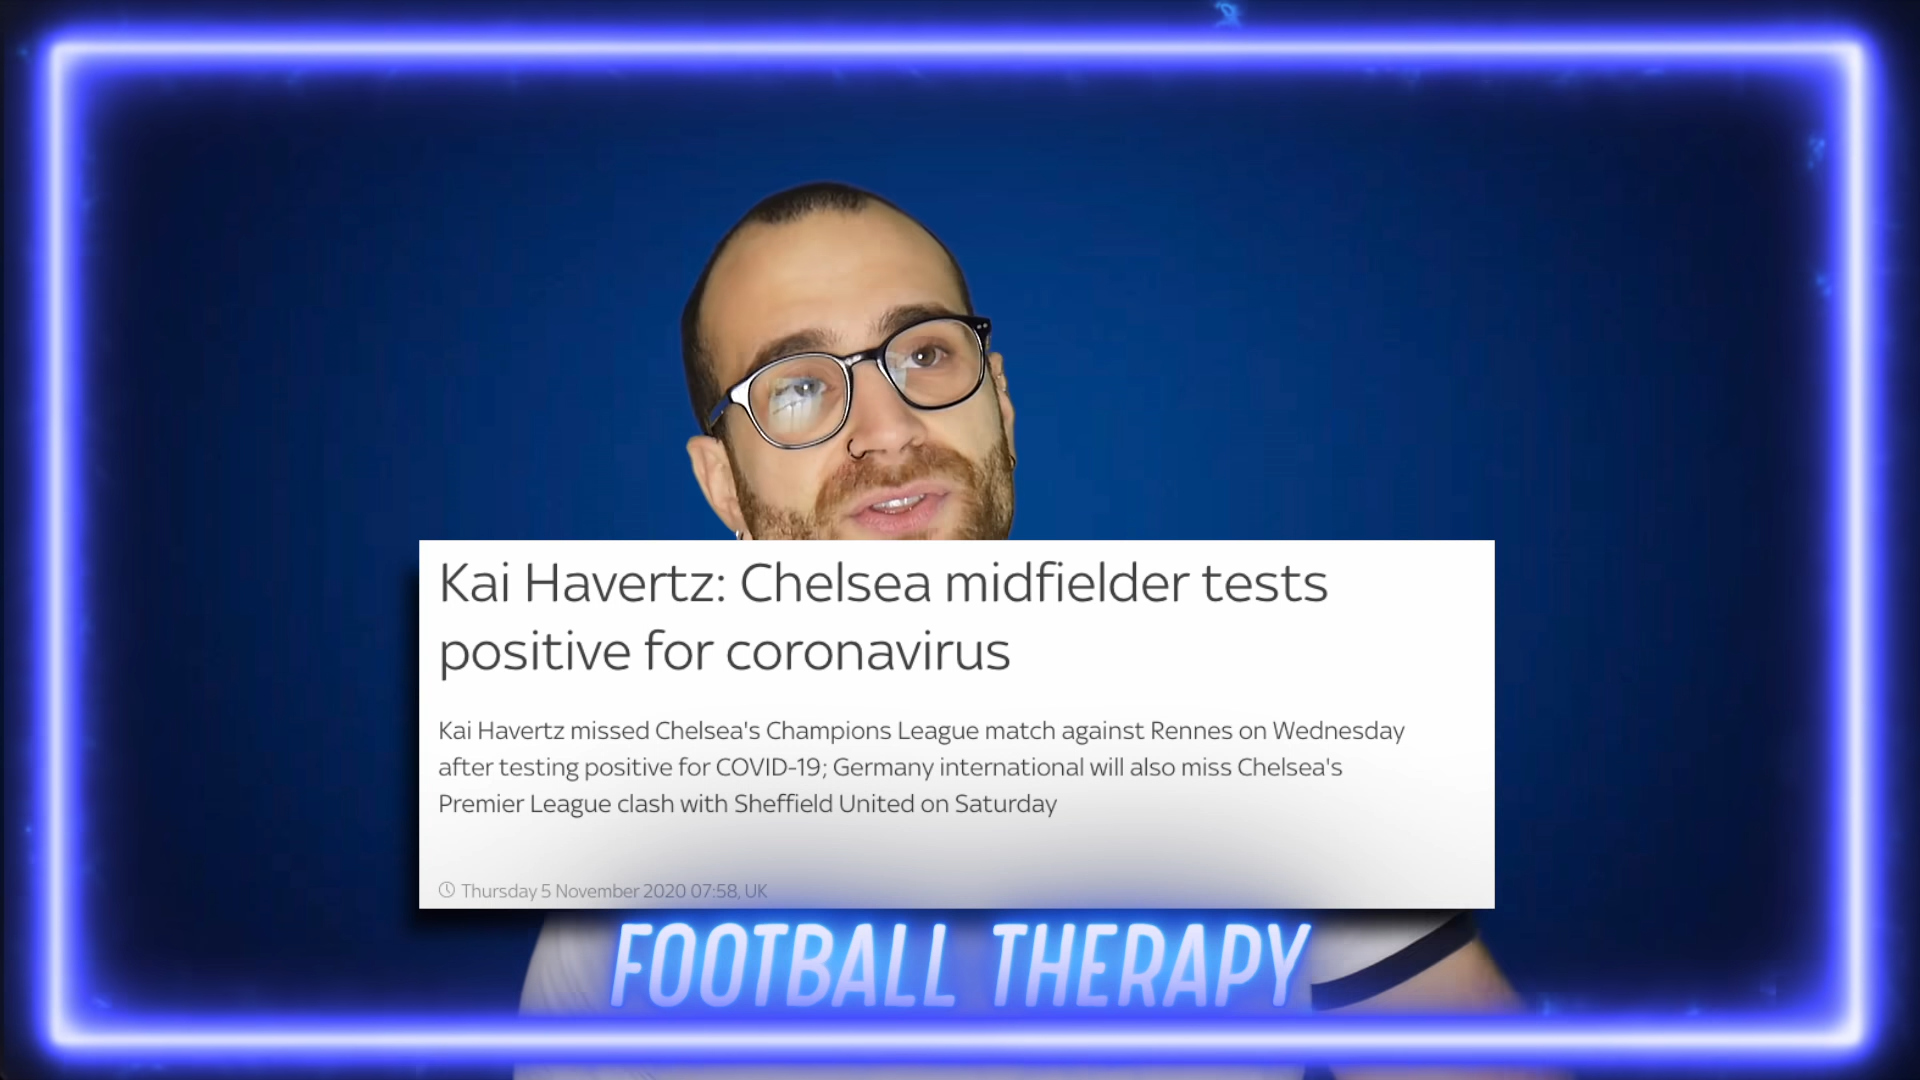 Kai Havertz: Chelsea midfielder tests
positive for coronavirus
Kai Havertz missed Chelsea's Champions League match against Rennes on Wednesday
after testing positive for COVID-19; Germany international will also miss Chelsea's
Premier League clash with Sheffield United on Saturday
Thursday 5 November 2020 07:58, UK
FOOTBALL THERAPY